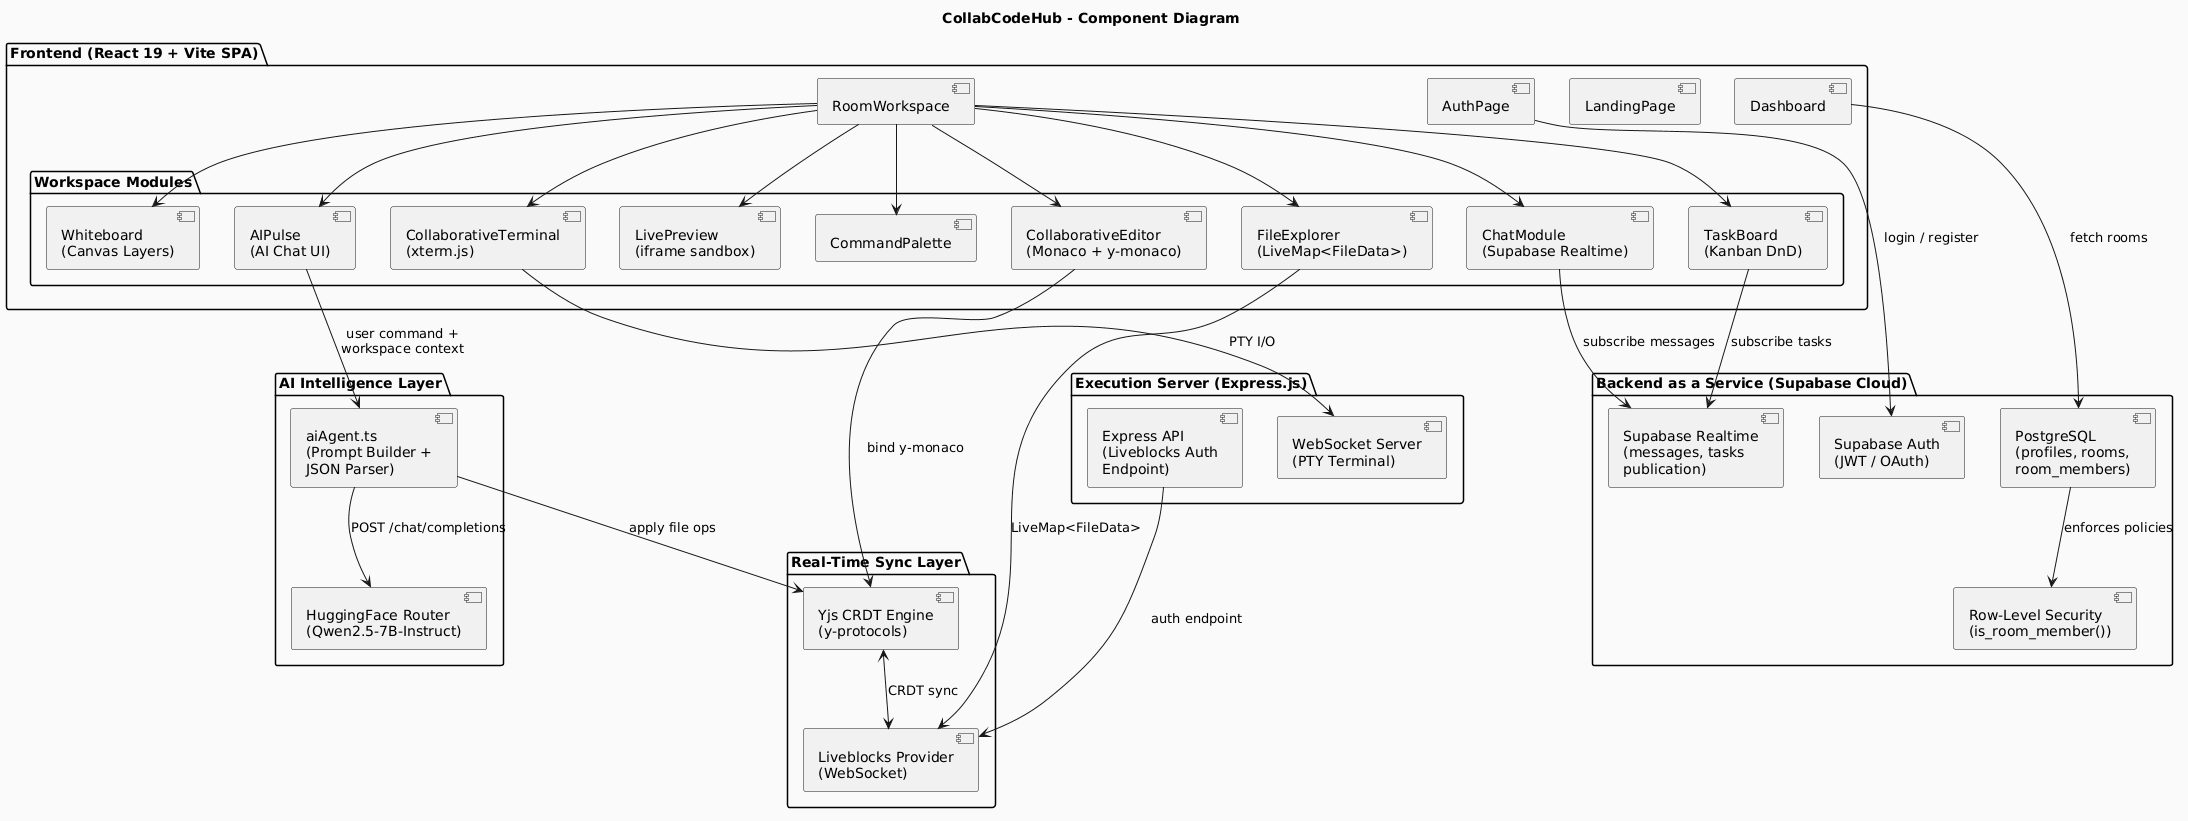 CollabCodeHub - Component Diagram
Frontend (React 19 + Vite SPA)
RoomWorkspace
AuthPage
LandingPage
Dashboard
Workspace Modules
Whiteboard
(Canvas Layers)
AIPulse
(AI Chat UI)
CollaborativeTerminal
(xterm.js)
LivePreview
(iframe sandbox)
CommandPalette
CollaborativeEditor
(Monaco + y-monaco)
FileExplorer
(LiveMap<FileData>)
ChatModule
(Supabase Realtime)
TaskBoard
(Kanban DnD)
login / register
fetch rooms
user command +
workspace context
PTY I/O
subscribe messages
subscribe tasks
AI Intelligence Layer
aiAgent.ts
(Prompt Builder +
JSON Parser)
POST /chat/completions
HuggingFace Router
(Qwen2.5-7B-Instruct)
apply file ops
bind y-monaco
Execution Server (Express.js)
Express API
(Liveblocks Auth
Endpoint)
WebSocket Server
(PTY Terminal)
LiveMap<FileData>
auth endpoint
Real-Time Sync Layer
Yjs CRDT Engine
(y-protocols)
CRDT sync
Liveblocks Provider
(WebSocket)
Backend as a Service (Supabase Cloud)
Supabase Realtime
(messages, tasks
publication)
Supabase Auth
(JWT / OAuth)
PostgreSQL
(profiles, rooms,
room_members)
enforces policies
Row-Level Security
(is_room_member())